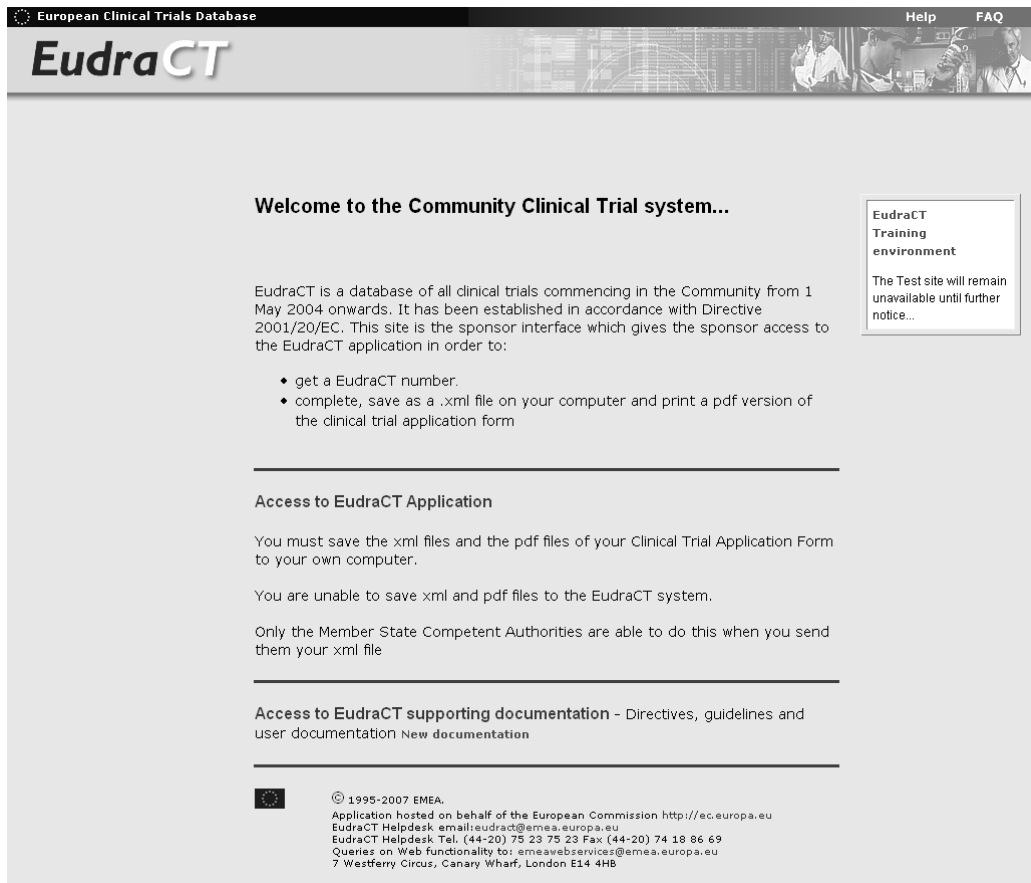 European Clinical Trials Database
Help FAQ
EudraCT
Welcome to the Community Clinical Trial system...
EudraCT
Training
environment
The Test site will remain
unavailable until further
notice...
EudraCT is a database of all clinical trials commencing in the Community from 1
May 2004 onwards. It has been established in accordance with Directive
2001/20/EC. This site is the sponsor interface which gives the sponsor access to
the EudraCT application in order to:
◆ get a EudraCT number.
◆ complete, save as a .xml file on your computer and print a pdf version of
the clinical trial application form
Access to EudraCT Application
You must save the xml files and the pdf files of your Clinical Trial Application Form
to your own computer.
You are unable to save xml and pdf files to the EudraCT system.
Only the Member State Competent Authorities are able to do this when you send
them your xml file
Access to EudraCT supporting documentation - Directives, guidelines and
user documentation New documentation
© 1995-2007 EMEA.
Application hosted on behalf of the European Commission http://ec.europa.eu
EudraCT Helpdesk email:eudract@emea.europa.eu
EudraCT Helpdesk Tel. (44-20) 75 23 75 23 Fax (44-20) 74 18 86 69
Queries on Web functionality to: emeawebservices@emea.europa.eu
7 Westferry Circus, Canary Wharf, London E14 4HB